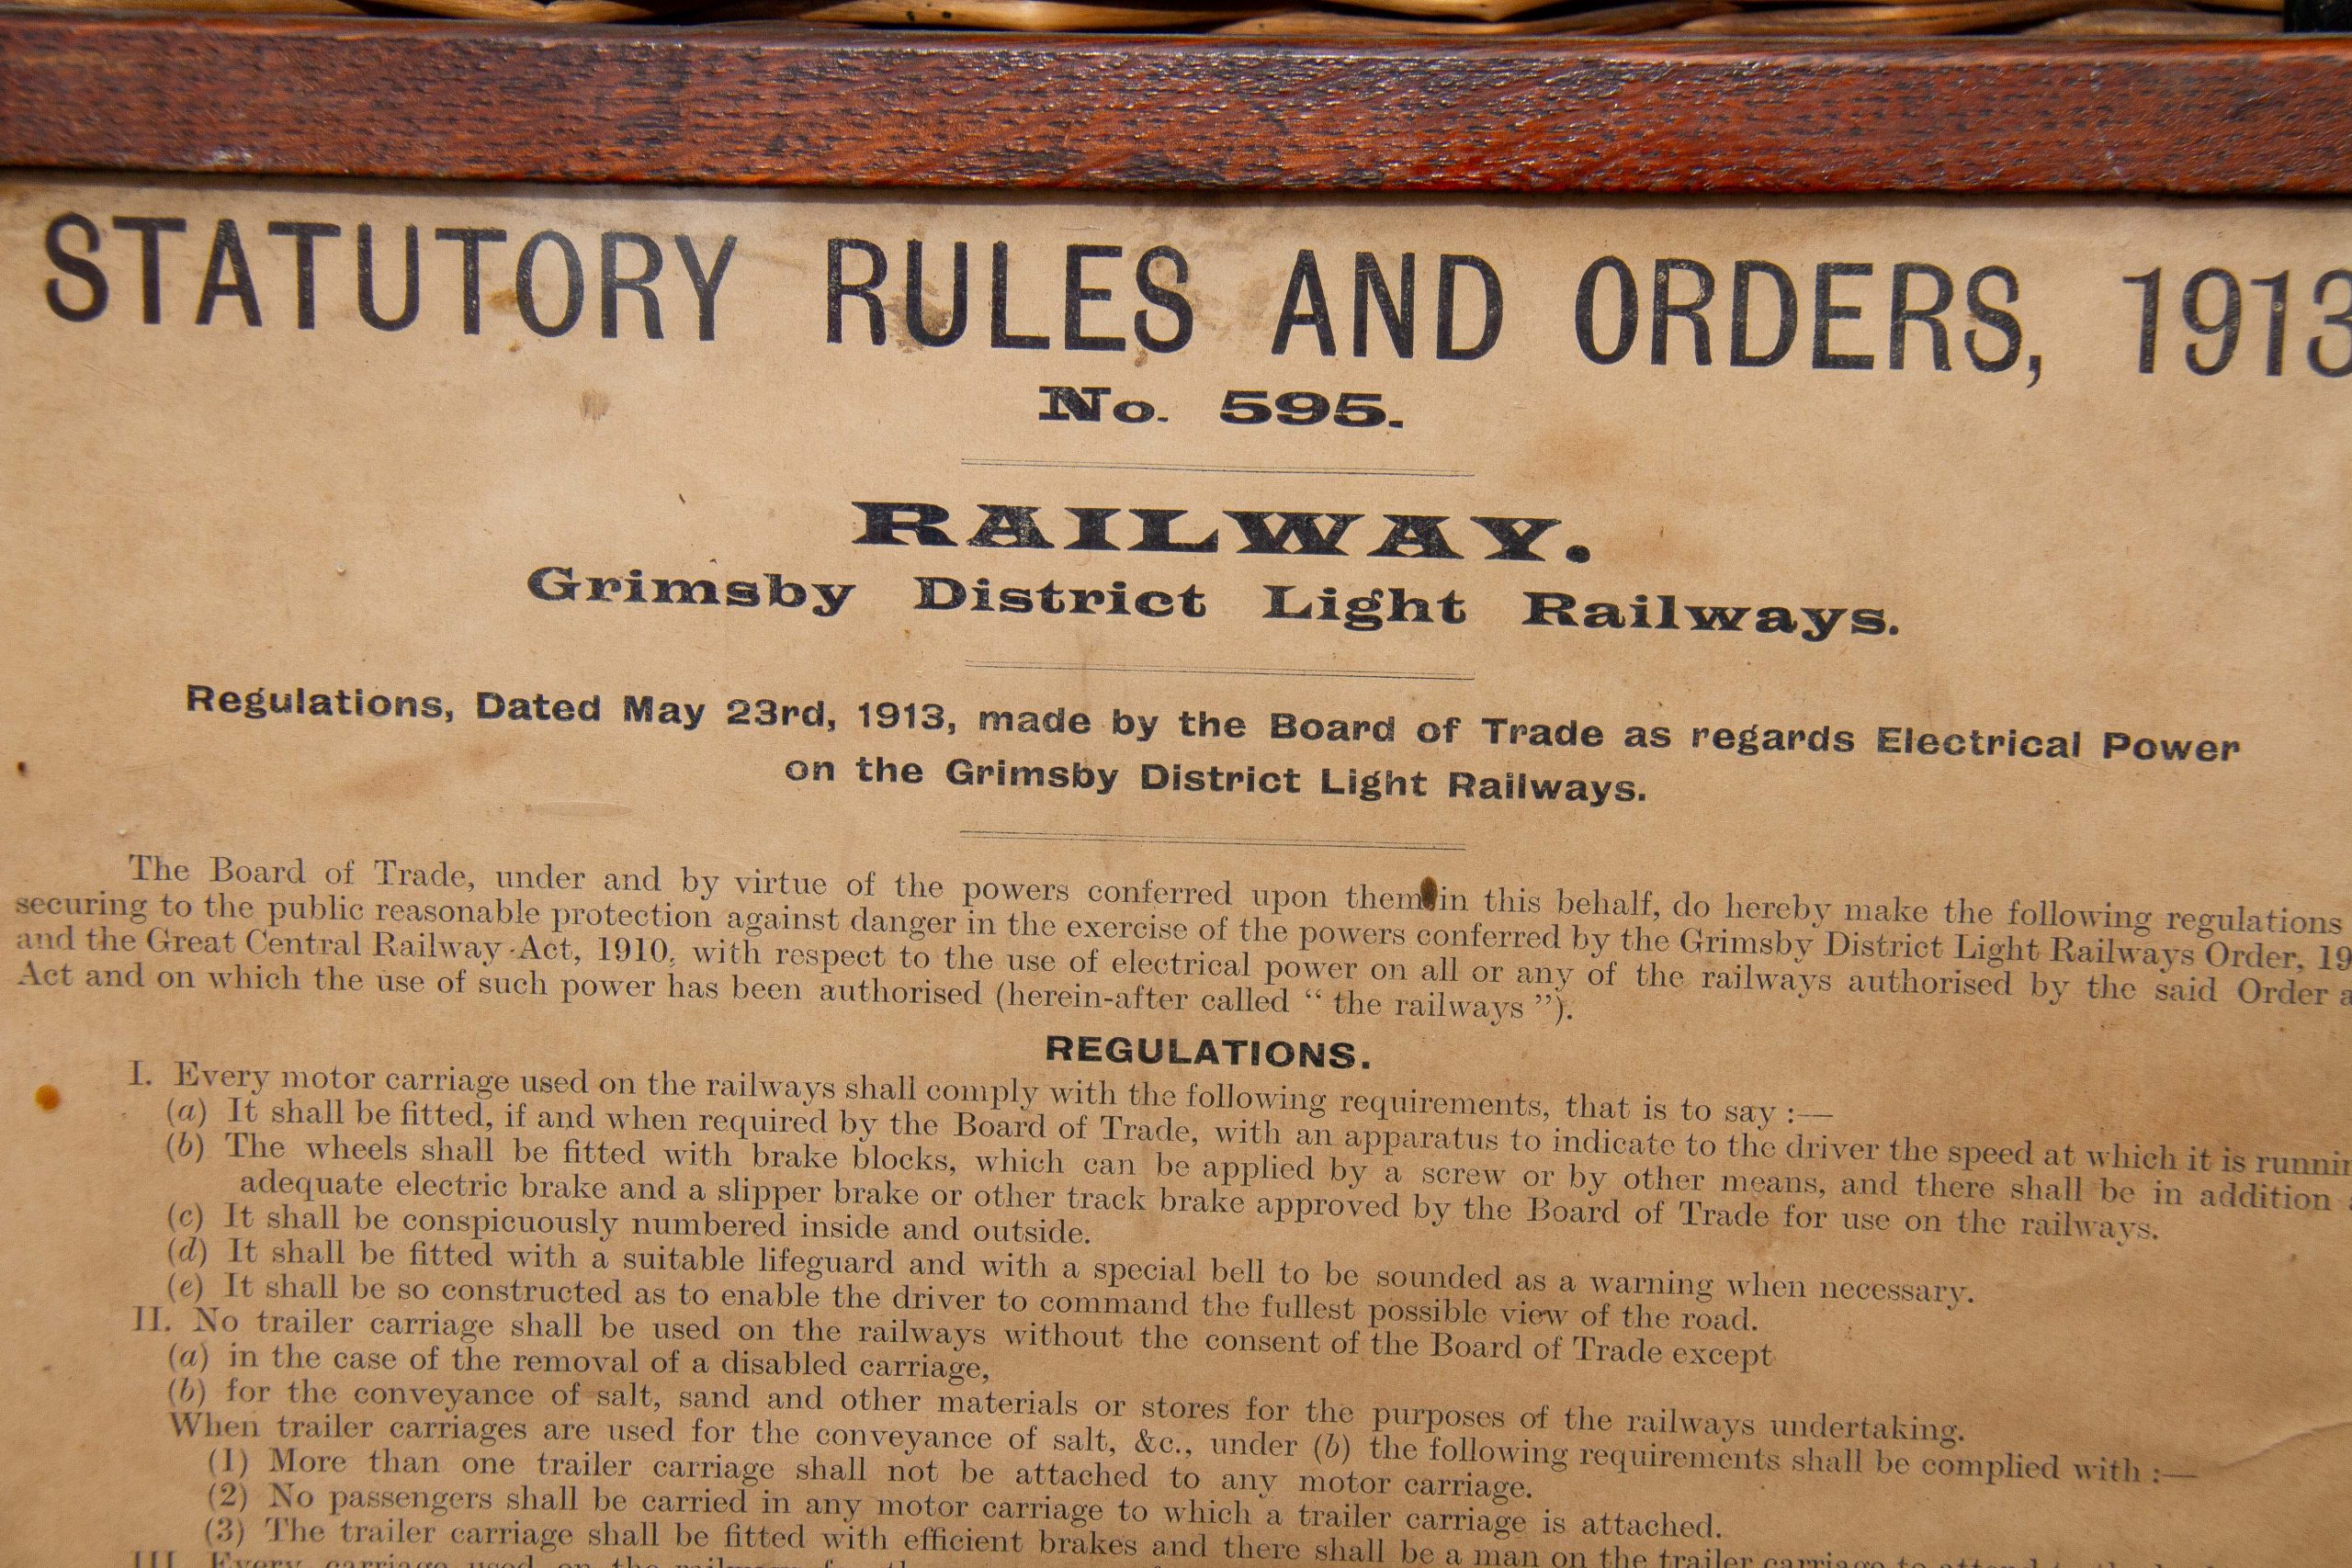 STATUTORY RULES AND ORDERS, 1913
No. 595.
RAILWAY.
Grimsby District Light Railways.
Regulations, Dated May 23rd, 1913, made by the Board of Trade as regards Electrical Power
on the Grimsby District Light Railways.
The Board of Trade, under and by virtue of the powers conferred upon them in this behalf, do hereby make the following regulations
securing to the public reasonable protection against danger in the exercise of the powers conferred by the Grimsby District Light Railways Order, 19
and the Great Central Railway Act, 1910, with respect to the use of electrical power on all or any of the railways authorised by the said Order a
Act and on which the use of such power has been authorised (herein-after called “ the railways ”).
REGULATIONS.
I. Every motor carriage used on the railways shall comply with the following requirements, that is to say :—
(a) It shall be fitted, if and when required by the Board of Trade, with an apparatus to indicate to the driver the speed at which it is runnin
(b) The wheels shall be fitted with brake blocks, which can be applied by a screw or by other means, and there shall be in addition
adequate electric brake and a slipper brake or other track brake approved by the Board of Trade for use on the railways.
(c) It shall be conspicuously numbered inside and outside.
(d) It shall be fitted with a suitable lifeguard and with a special bell to be sounded as a warning when necessary.
(e) It shall be so constructed as to enable the driver to command the fullest possible view of the road.
II. No trailer carriage shall be used on the railways without the consent of the Board of Trade except
(a) in the case of the removal of a disabled carriage,
(b) for the conveyance of salt, sand and other materials or stores for the purposes of the railways undertaking.
When trailer carriages are used for the conveyance of salt, &c., under (b) the following requirements shall be complied with :—
(1) More than one trailer carriage shall not be attached to any motor carriage.
(2) No passengers shall be carried in any motor carriage to which a trailer carriage is attached.
(3) The trailer carriage shall be fitted with efficient brakes and there shall be a man on the trailer carriage to attend
III. Every carriage used on the